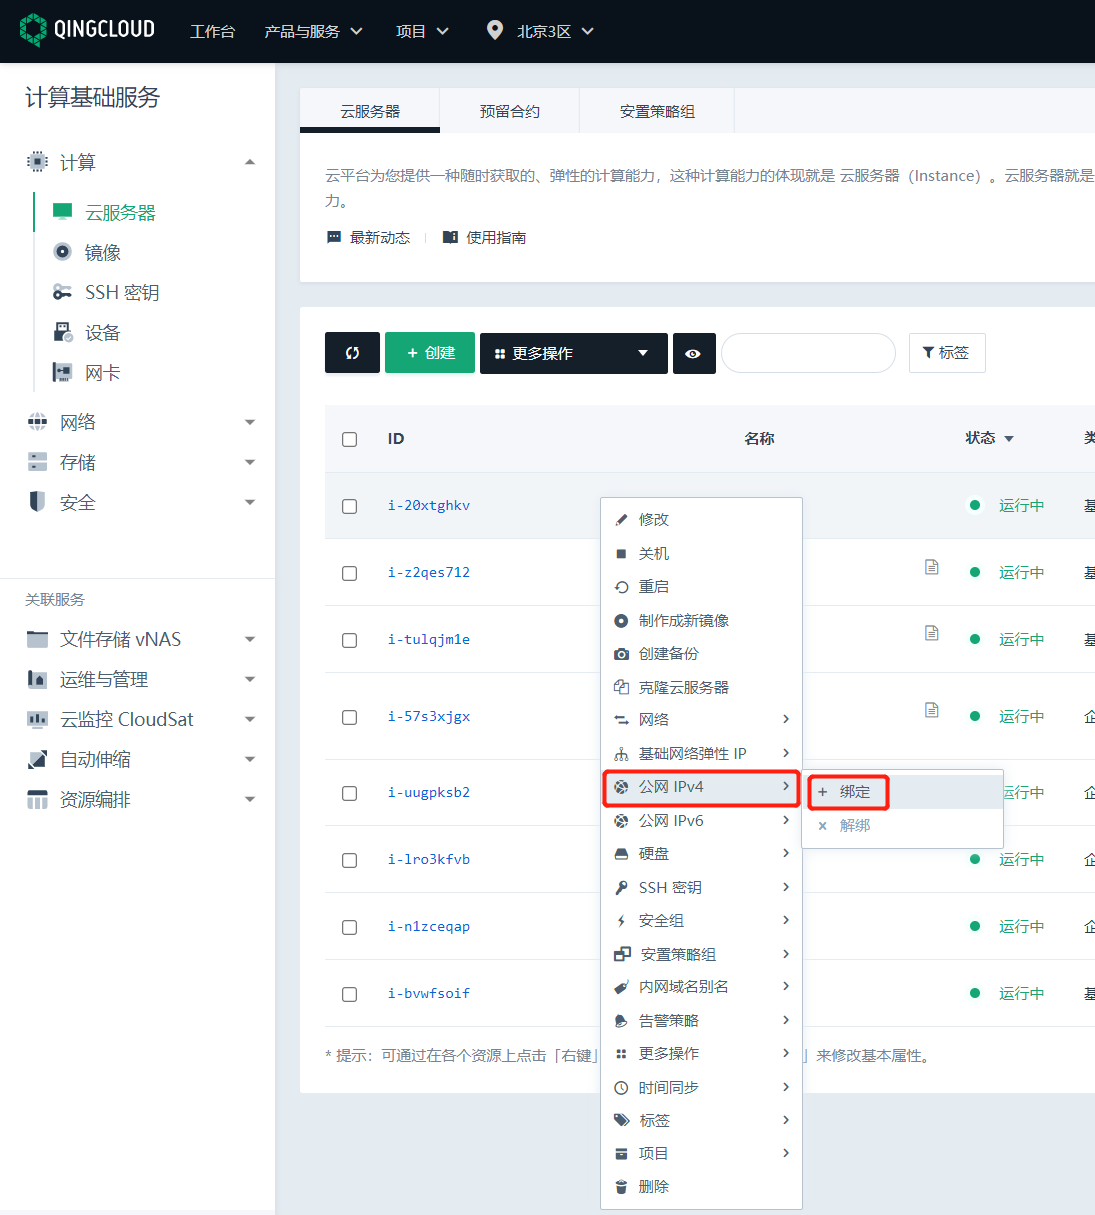 QINGCLOUD 工作台 产品与服务 项目 北京3区
计算基础服务
计算
云服务器
镜像
SSH 密钥
设备
网卡
网络
存储
安全
关联服务
文件存储 vNAS
运维与管理
云监控 CloudSat
自动伸缩
资源编排
云服务器 预留合约 安置策略组
云平台为您提供一种随时获取的、弹性的计算能力，这种计算能力的体现就是 云服务器（Instance）。云服务器就是
力。
最新动态 使用指南
+ 创建 更多操作 标签
ID 名称 状态
i-20xtghkv 运行中
i-z2qes712 运行中
i-tulqjm1e 运行中
i-57s3xjgx 运行中
i-uugpksb2 运行中
i-lro3kfvb 运行中
i-n1zceqap 运行中
i-bvwfsoif 运行中
* 提示：可通过在各个资源上点击「右键」 」来修改基本属性。
修改
关机
重启
制作成新镜像
创建备份
克隆云服务器
网络
基础网络弹性 IP
公网 IPv4
公网 IPv6
硬盘
SSH 密钥
安全组
安置策略组
内网域名别名
告警策略
更多操作
时间同步
标签
项目
删除
+ 绑定
× 解绑